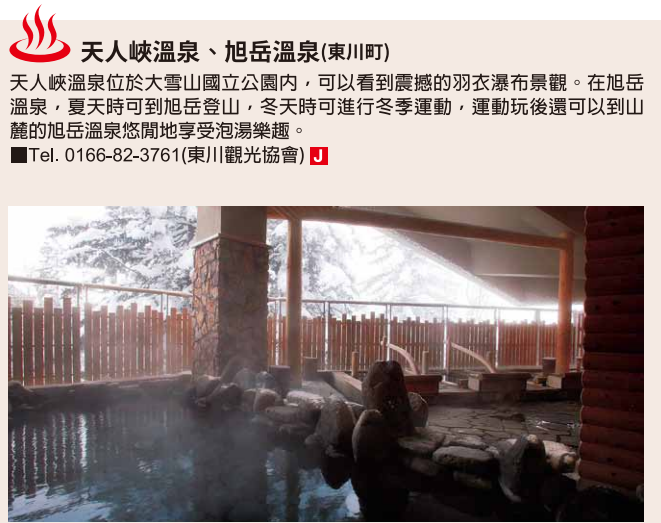 天人峽溫泉、旭岳溫泉(東川町)
天人峽溫泉位於大雪山國立公園內，可以看到震撼的羽衣瀑布景觀。在旭岳
溫泉，夏天時可到旭岳登山，冬天時可進行冬季運動，運動玩後還可以到山
麓的旭岳溫泉悠閒地享受泡湯樂趣。
■Tel. 0166-82-3761(東川觀光協會) J